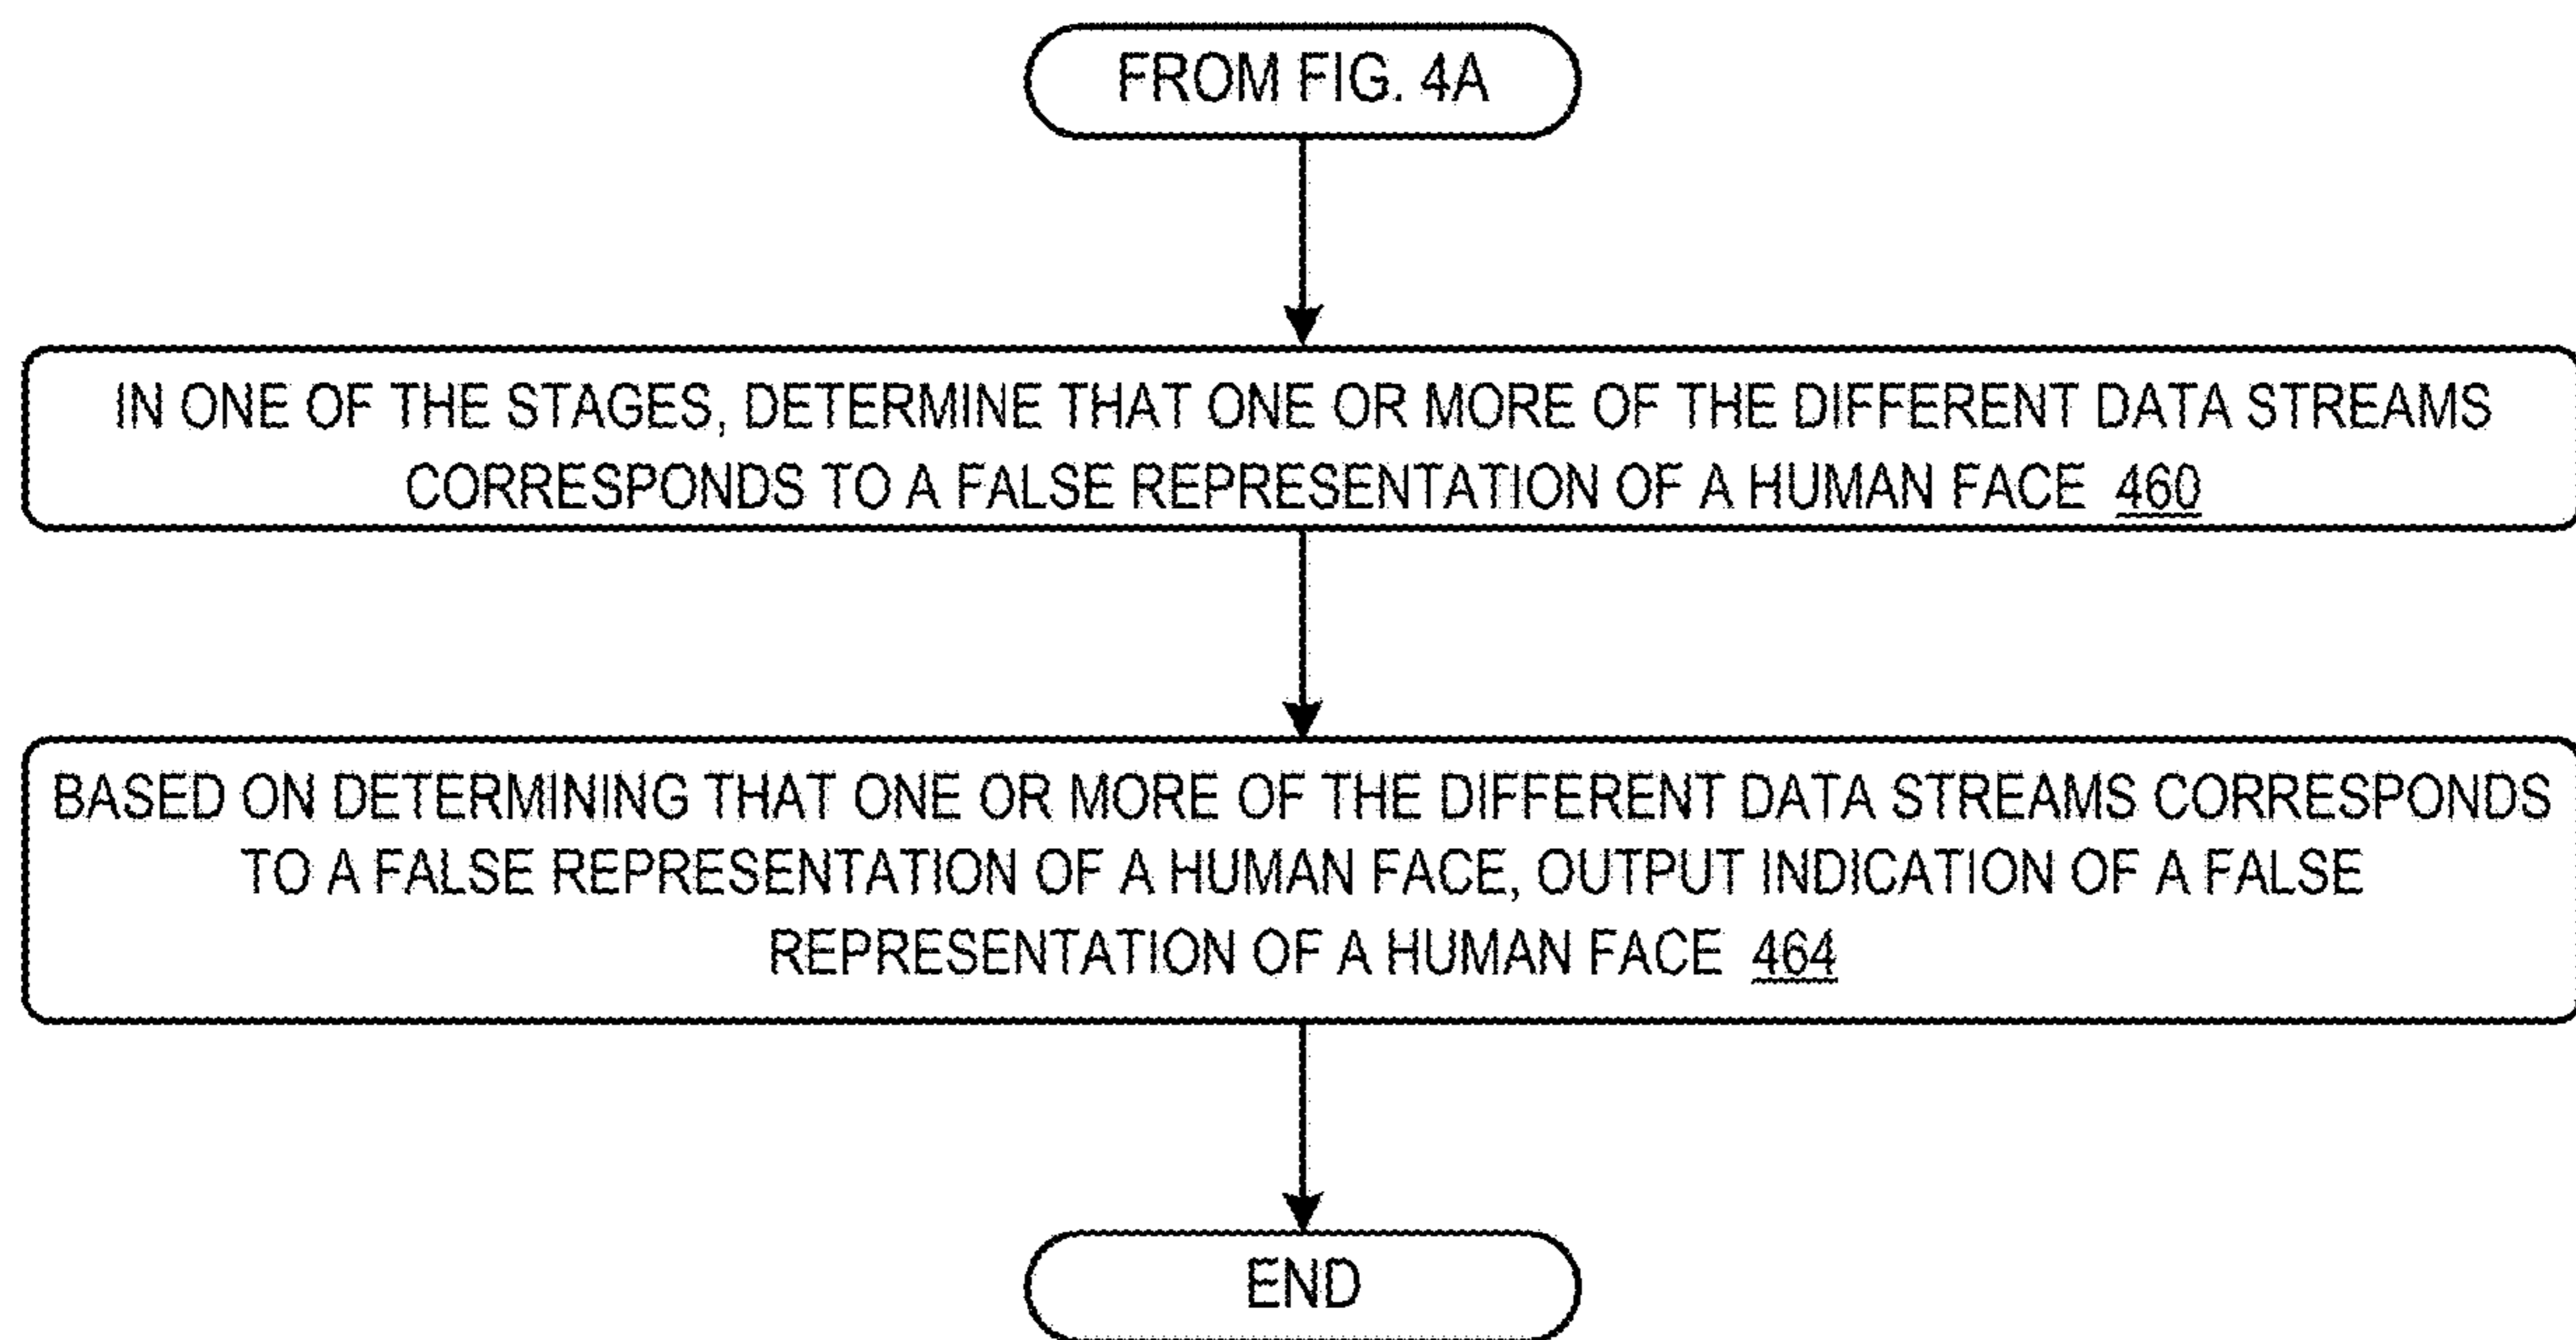 FROM FIG. 4A
IN ONE OF THE STAGES, DETERMINE THAT ONE OR MORE OF THE DIFFERENT DATA STREAMS
CORRESPONDS TO A FALSE REPRESENTATION OF A HUMAN FACE 460
BASED ON DETERMINING THAT ONE OR MORE OF THE DIFFERENT DATA STREAMS CORRESPONDS
TO A FALSE REPRESENTATION OF A HUMAN FACE, OUTPUT INDICATION OF A FALSE
REPRESENTATION OF A HUMAN FACE 464
END